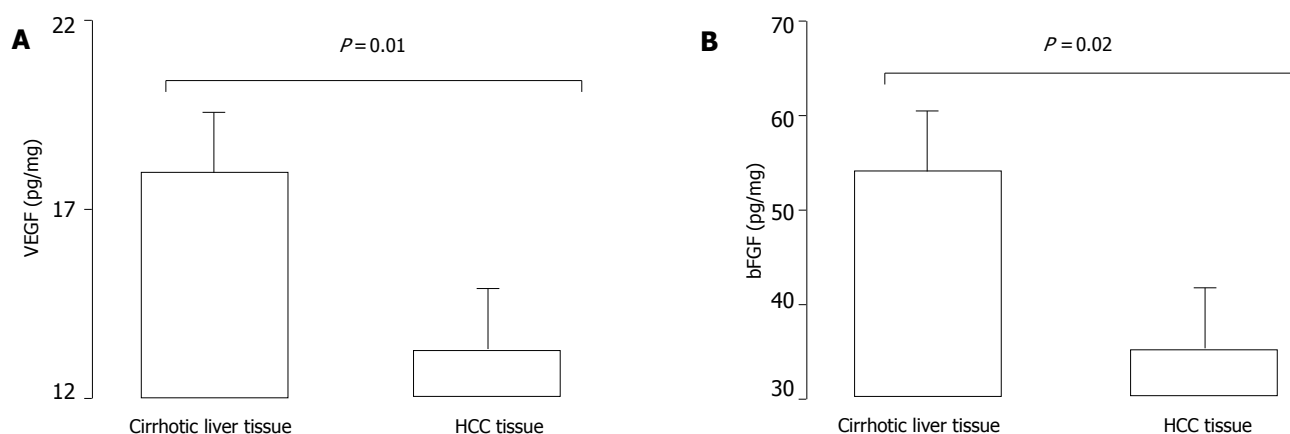 A
22
P = 0.01
VEGF (pg/mg)
17
12
Cirrhotic liver tissue
HCC tissue
B
70
P = 0.02
60
bFGF (pg/mg)
50
40
30
Cirrhotic liver tissue
HCC tissue